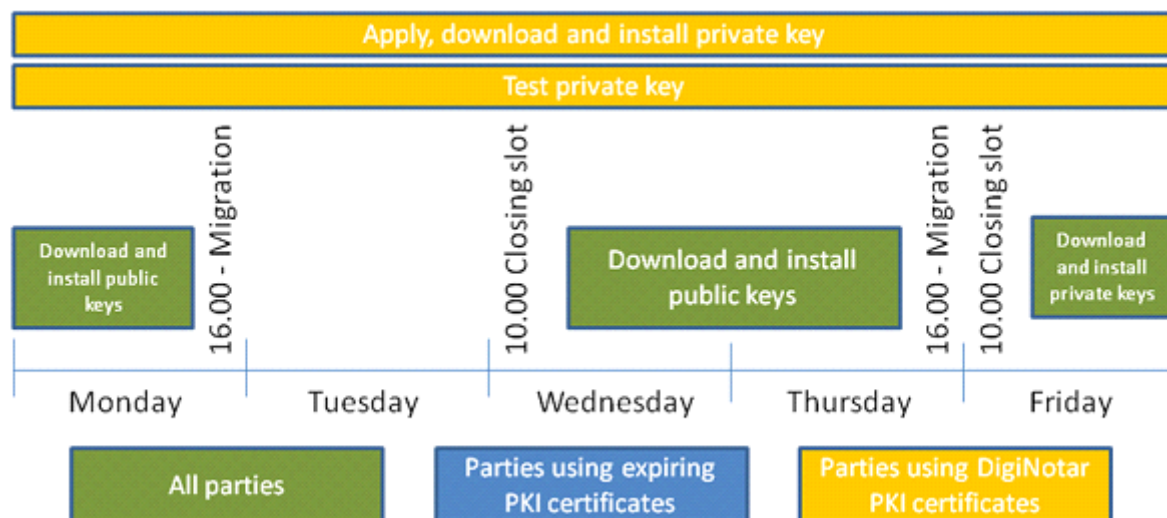 Apply, download and install private key
Test private key
16.00 - Migration
10.00 Closing slot
16.00 - Migration
10.00 Closing slot
Download and
install public
keys
Download and install
public keys
Download
and install
private keys
Monday
Tuesday
Wednesday
Thursday
Friday
All parties
Parties using expiring
PKI certificates
Parties using DigiNotar
PKI certificates